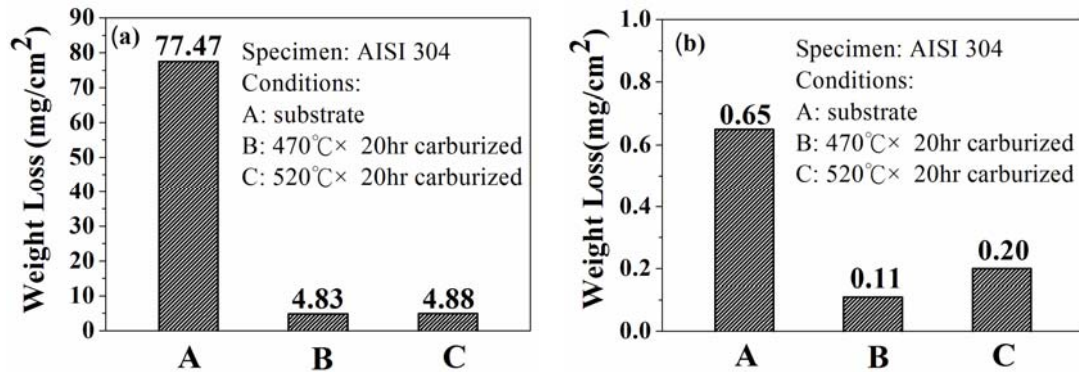 (a)
Weight Loss (mg/cm²)
90
80
70
60
50
40
30
20
10
0
77.47
4.83
4.88
Specimen: AISI 304
Conditions:
A: substrate
B: 470℃× 20hr carburized
C: 520℃× 20hr carburized
A B C
(b)
Weight Loss(mg/cm²)
1.0
0.8
0.6
0.4
0.2
0.0
0.65
0.11
0.20
Specimen: AISI 304
Conditions:
A: substrate
B: 470℃× 20hr carburized
C: 520℃× 20hr carburized
A B C